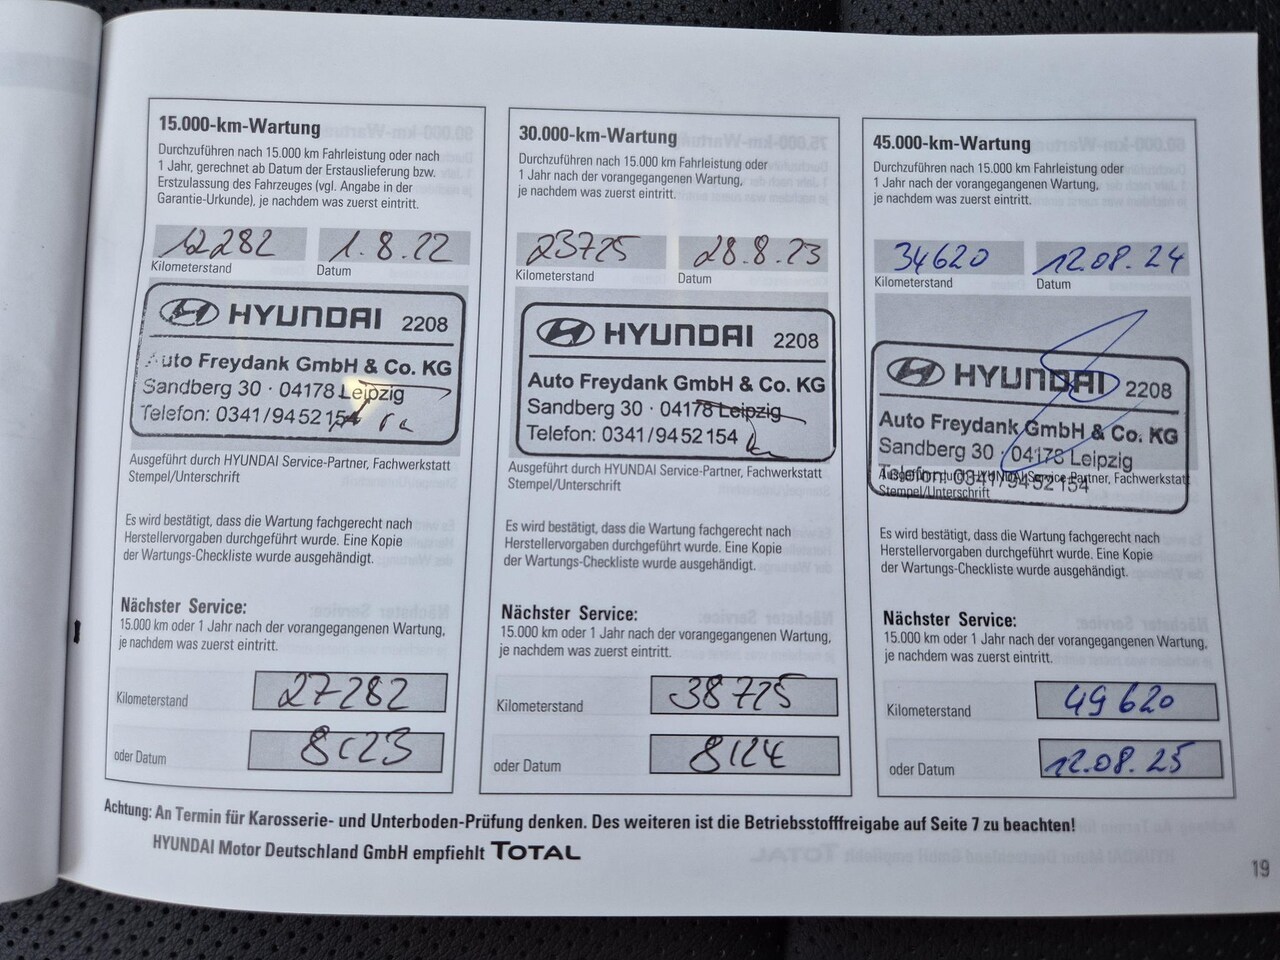 15.000-km-Wartung
Durchzuführen nach 15.000 km Fahrleistung oder nach
1 Jahr, gerechnet ab Datum der Erstauslieferung bzw.
Erstzulassung des Fahrzeuges (vgl. Angabe in der
Garantie-Urkunde), je nachdem was zuerst eintritt.
12282 1.8.22
Kilometerstand Datum
HYUNDAI 2208
Auto Freydank GmbH & Co. KG
Sandberg 30 · 04178 Leipzig
Telefon: 0341/94 52 154
Ausgeführt durch HYUNDAI Service-Partner, Fachwerkstatt
Stempel/Unterschrift
Es wird bestätigt, dass die Wartung fachgerecht nach
Herstellervorgaben durchgeführt wurde. Eine Kopie
der Wartungs-Checkliste wurde ausgehändigt.
Nächster Service:
15.000 km oder 1 Jahr nach der vorangegangenen Wartung,
je nachdem was zuerst eintritt.
Kilometerstand 27282
oder Datum 8/23
30.000-km-Wartung
Durchzuführen nach 15.000 km Fahrleistung oder
1 Jahr nach der vorangegangenen Wartung,
je nachdem was zuerst eintritt.
23725 28.8.23
Kilometerstand Datum
HYUNDAI 2208
Auto Freydank GmbH & Co. KG
Sandberg 30 · 04178 Leipzig
Telefon: 0341/94 52 154
Ausgeführt durch HYUNDAI Service-Partner, Fachwerkstatt
Stempel/Unterschrift
Es wird bestätigt, dass die Wartung fachgerecht nach
Herstellervorgaben durchgeführt wurde. Eine Kopie
der Wartungs-Checkliste wurde ausgehändigt.
Nächster Service:
15.000 km oder 1 Jahr nach der vorangegangenen Wartung,
je nachdem was zuerst eintritt.
Kilometerstand 38725
oder Datum 8/24
45.000-km-Wartung
Durchzuführen nach 15.000 km Fahrleistung oder
1 Jahr nach der vorangegangenen Wartung,
je nachdem was zuerst eintritt.
34620 12.08.24
Kilometerstand Datum
HYUNDAI 2208
Auto Freydank GmbH & Co. KG
Sandberg 30 · 04178 Leipzig
Telefon: 0341/94 52 154
Ausgeführt durch HYUNDAI Service-Partner, Fachwerkstatt
Stempel/Unterschrift
Es wird bestätigt, dass die Wartung fachgerecht nach
Herstellervorgaben durchgeführt wurde. Eine Kopie
der Wartungs-Checkliste wurde ausgehändigt.
Nächster Service:
15.000 km oder 1 Jahr nach der vorangegangenen Wartung,
je nachdem was zuerst eintritt.
Kilometerstand 49620
oder Datum 12.08.25
Achtung: An Termin für Karosserie- und Unterboden-Prüfung denken. Des weiteren ist die Betriebsstofffreigabe auf Seite 7 zu beachten!
HYUNDAI Motor Deutschland GmbH empfiehlt TOTAL
19